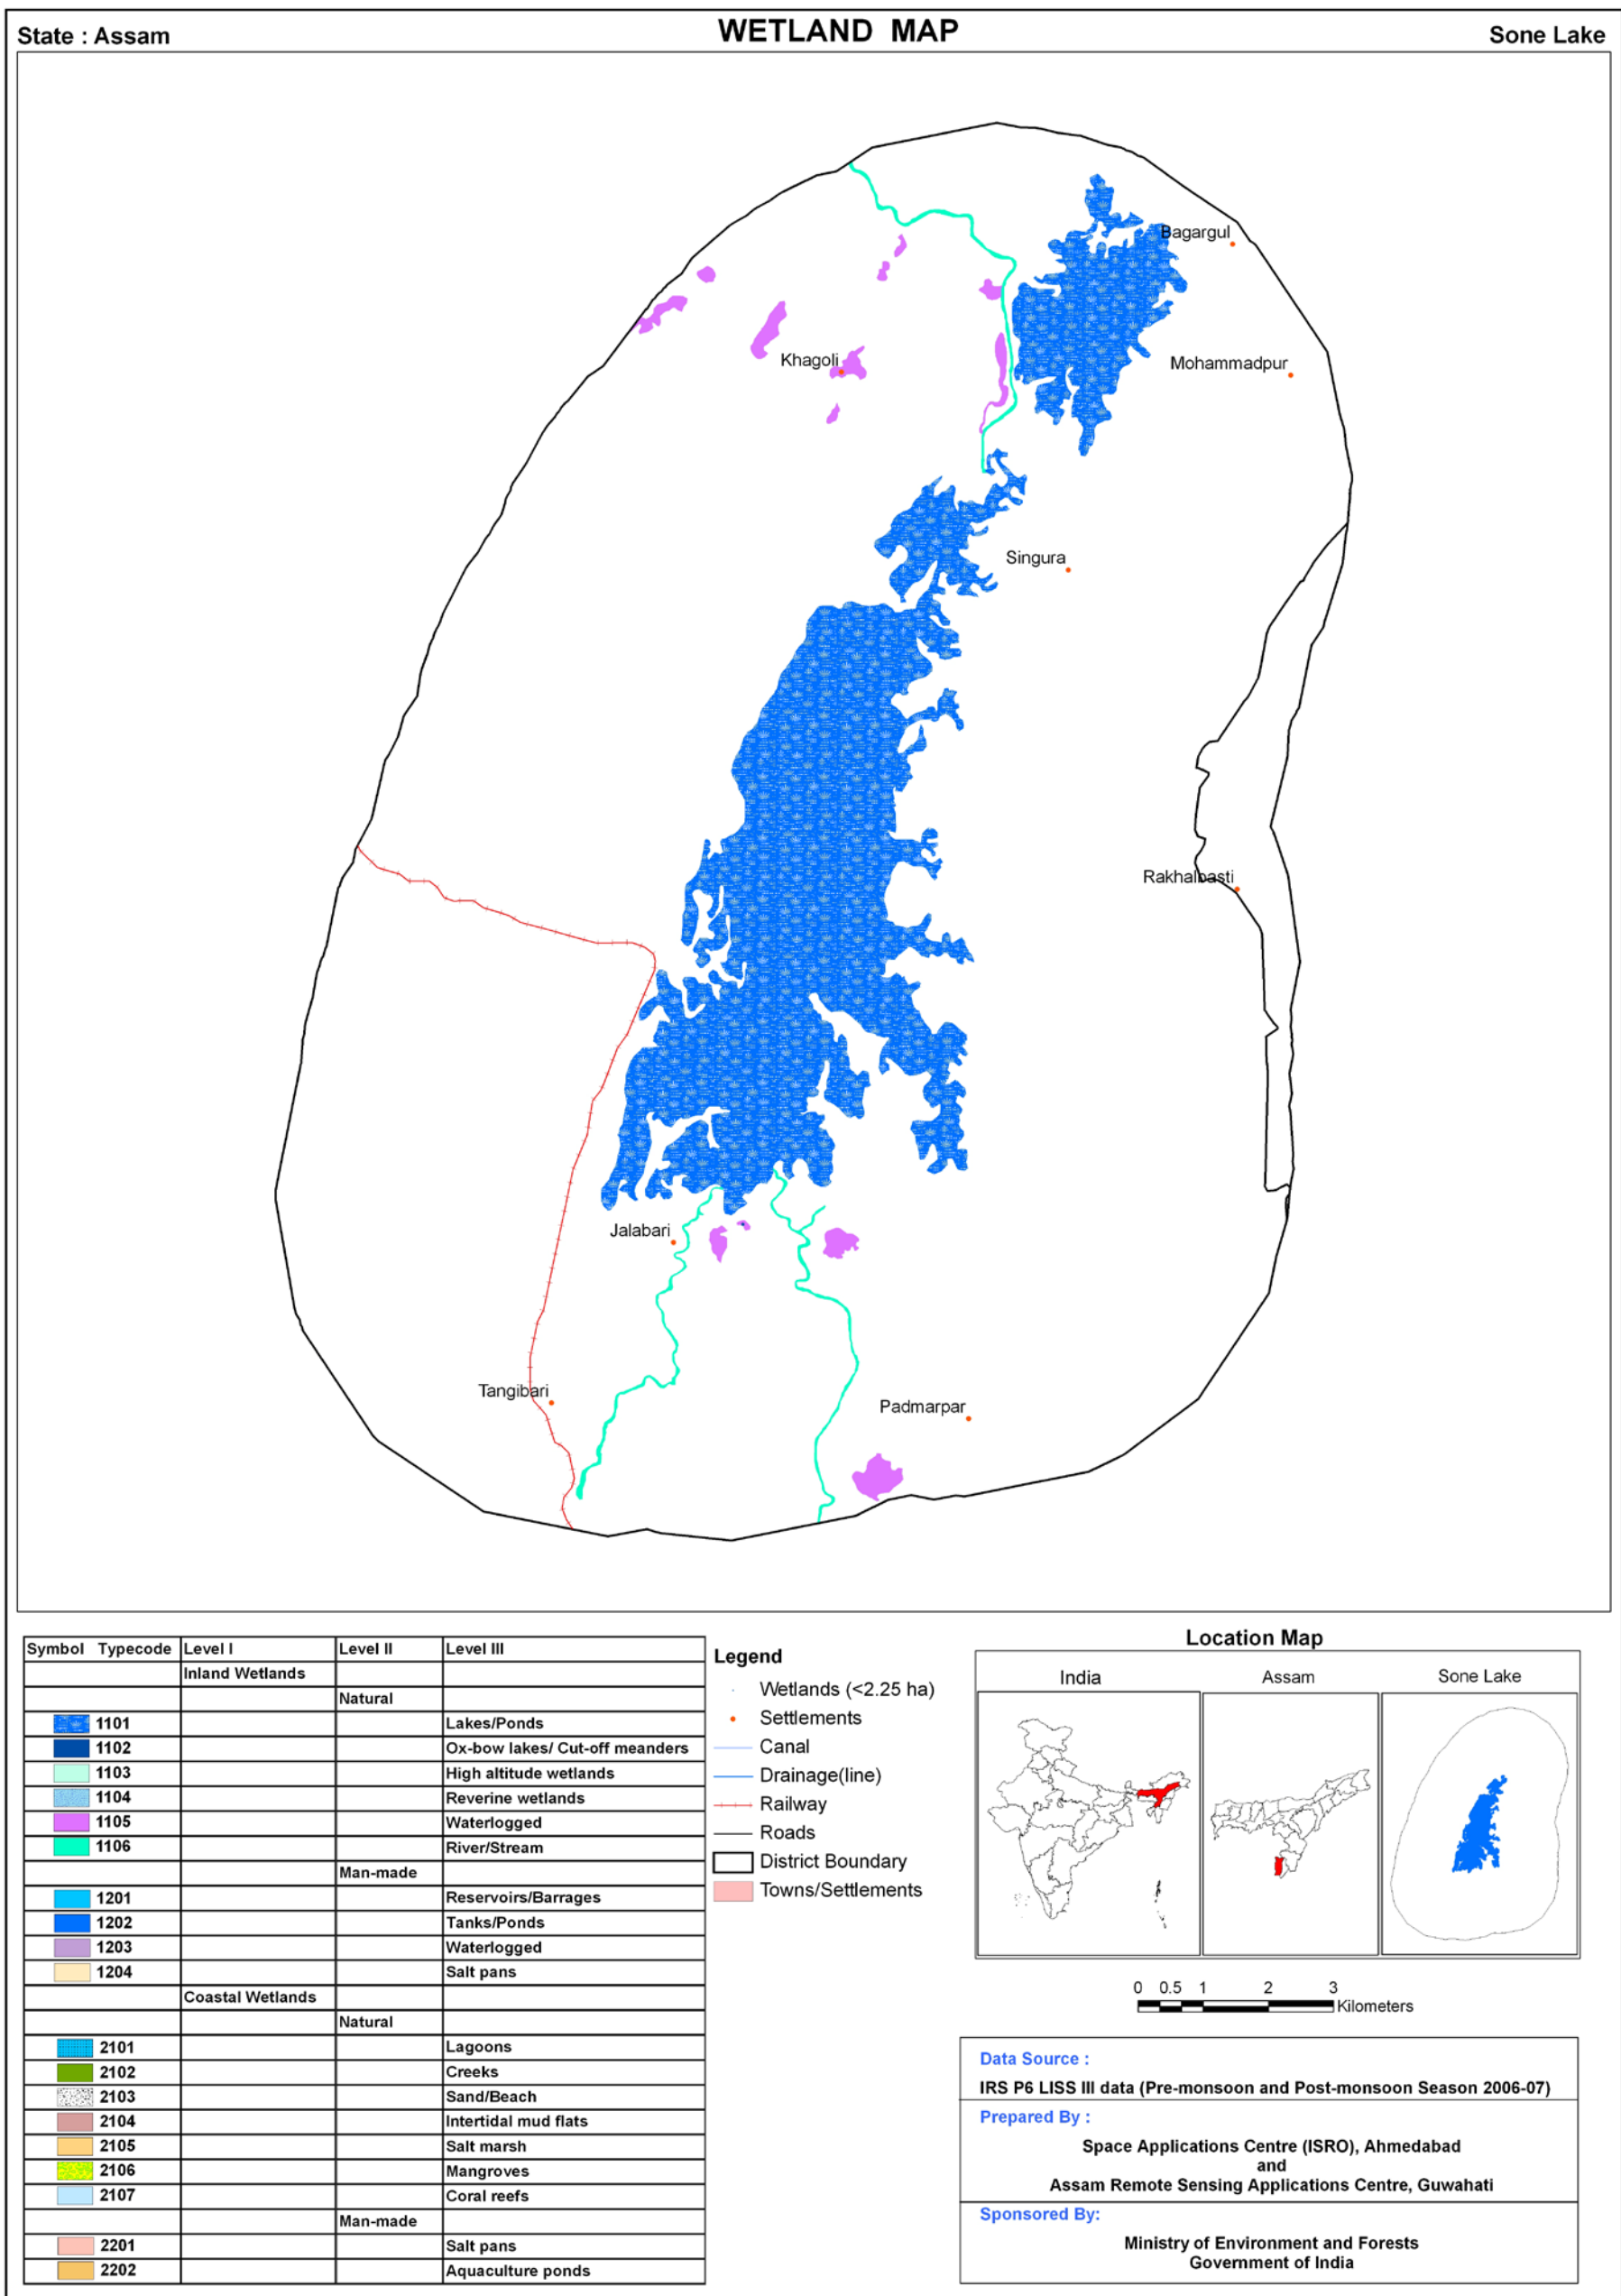 State : Assam
WETLAND MAP
Sone Lake
Bagargul
Khagoli
Mohammadpur
Singura
Rakhalbasti
Jalabari
Tangibari
Padmarpar
Symbol Typecode Level I Level II Level III
Inland Wetlands
Natural
1101 Lakes/Ponds
1102 Ox-bow lakes/ Cut-off meanders
1103 High altitude wetlands
1104 Reverine wetlands
1105 Waterlogged
1106 River/Stream
Man-made
1201 Reservoirs/Barrages
1202 Tanks/Ponds
1203 Waterlogged
1204 Salt pans
Coastal Wetlands
Natural
2101 Lagoons
2102 Creeks
2103 Sand/Beach
2104 Intertidal mud flats
2105 Salt marsh
2106 Mangroves
2107 Coral reefs
Man-made
2201 Salt pans
2202 Aquaculture ponds
Legend
Wetlands (<2.25 ha)
Settlements
Canal
Drainage(line)
Railway
Roads
District Boundary
Towns/Settlements
Location Map
India
Assam
Sone Lake
0 0.5 1 2 3
Kilometers
Data Source :
IRS P6 LISS III data (Pre-monsoon and Post-monsoon Season 2006-07)
Prepared By :
Space Applications Centre (ISRO), Ahmedabad
and
Assam Remote Sensing Applications Centre, Guwahati
Sponsored By:
Ministry of Environment and Forests
Government of India